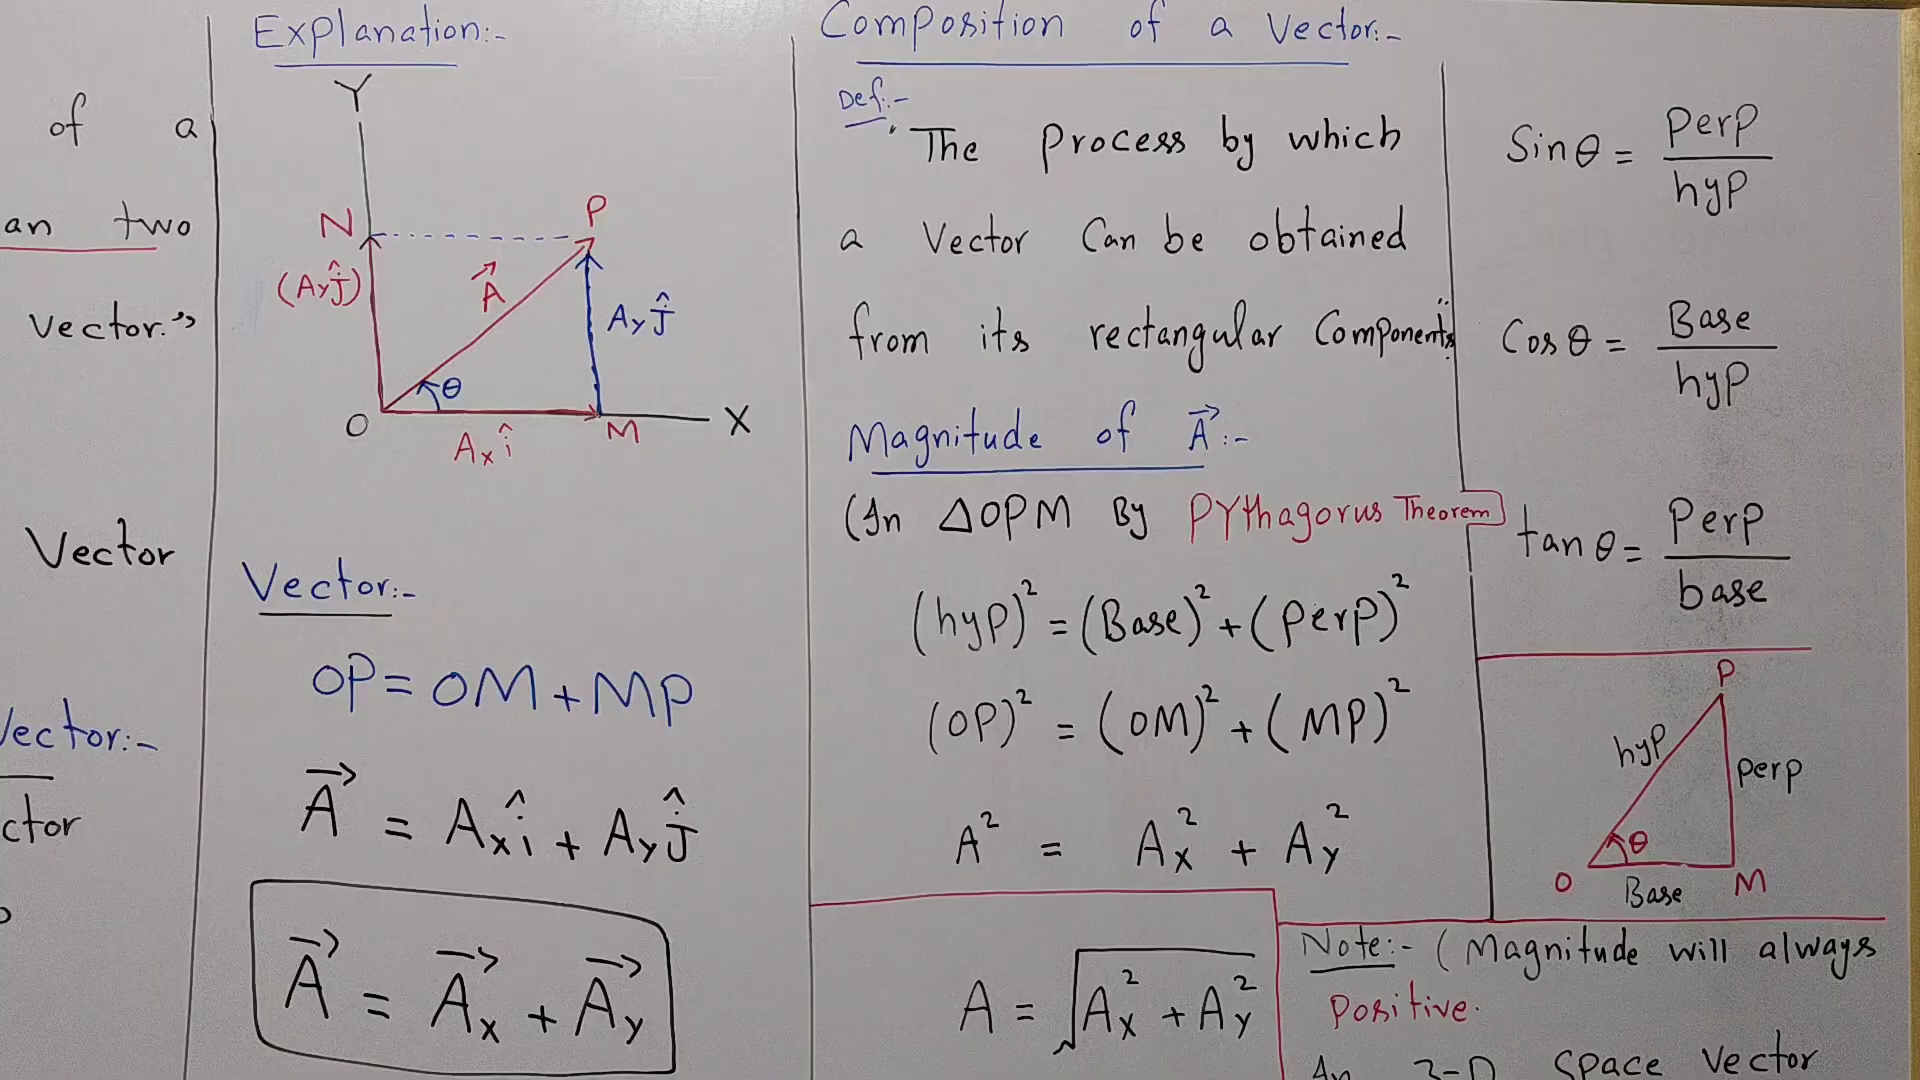 of a
an two
Vector."
Vector
Vector:-
ctor
Explanation:-
Y
N
P
(Ayĵ)
A⃗
Ayĵ
θ
O
Axî
M
X
Vector:-
OP = OM + MP
A⃗ = Axî + Ayĵ
A⃗ = A⃗x + A⃗y
Composition of a Vector:-
Def:-
"The Process by which
a Vector Can be obtained
from its rectangular Components"
Magnitude of A⃗:-
(In ΔOPM By PYthagorus Theorem)
(hyp)² = (Base)² + (Perp)²
(OP)² = (OM)² + (MP)²
A² = Ax² + Ay²
A = √Ax² + Ay²
Sinθ = Perp/hyp
Cosθ = Base/hyp
tanθ = Perp/base
P
hyp
Perp
θ
O
Base
M
Note:- (Magnitude will always
Positive.
In 3-D Space Vector